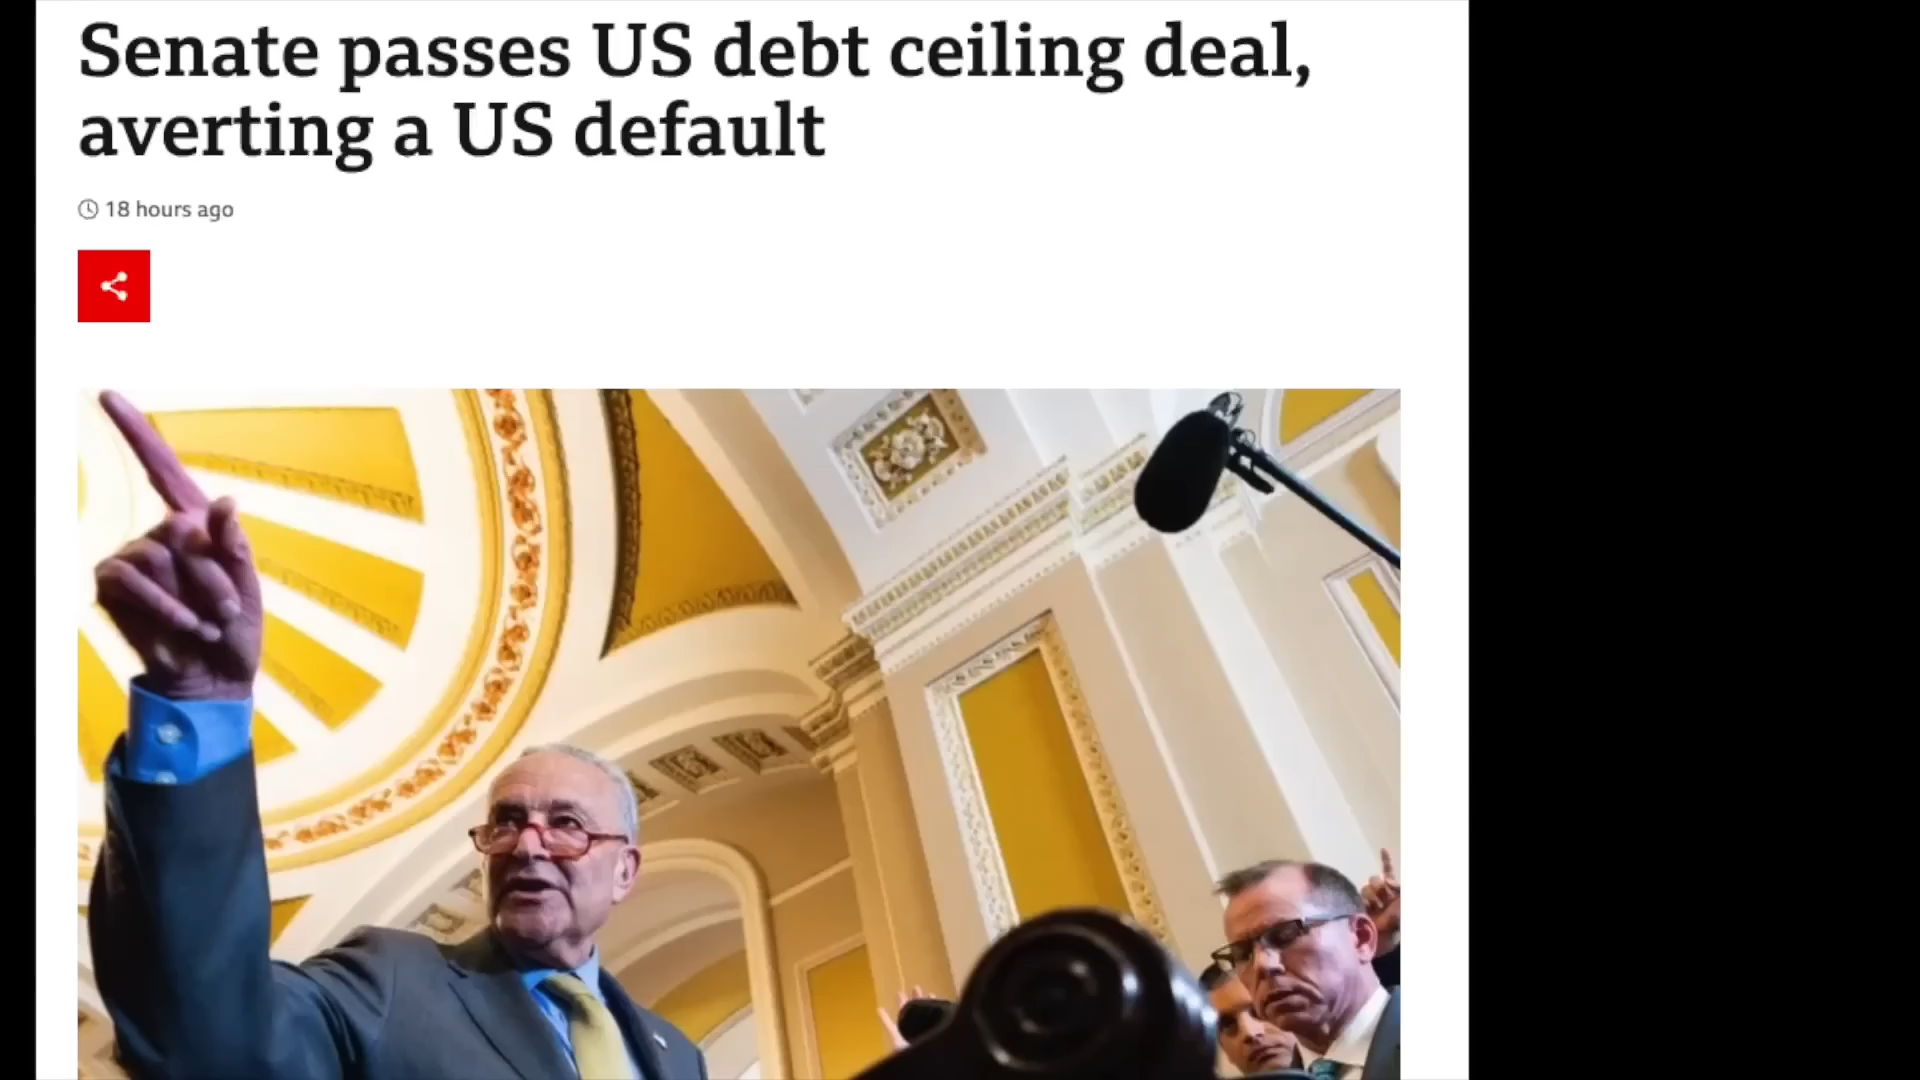 Senate passes US debt ceiling deal,
averting a US default
18 hours ago